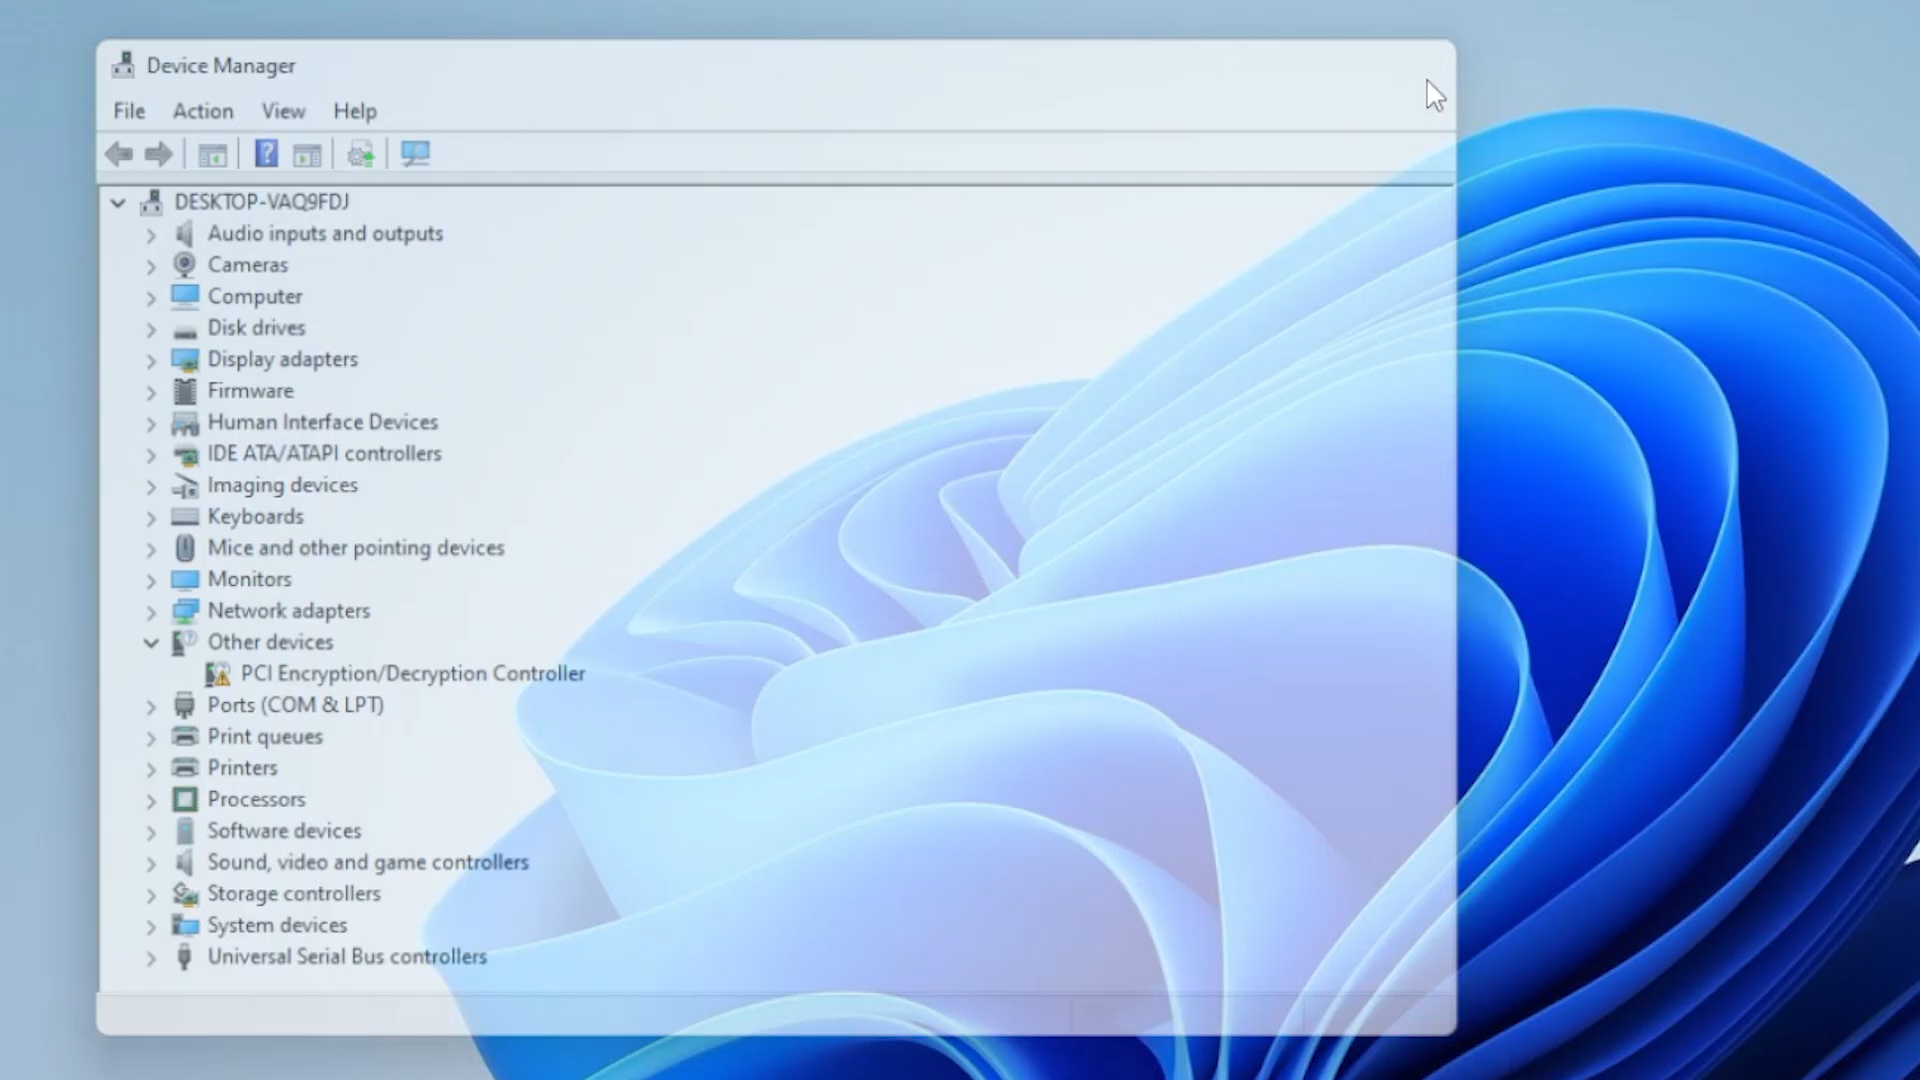 Device Manager
File Action View Help
DESKTOP-VAQ9FDJ
Audio inputs and outputs
Cameras
Computer
Disk drives
Display adapters
Firmware
Human Interface Devices
IDE ATA/ATAPI controllers
Imaging devices
Keyboards
Mice and other pointing devices
Monitors
Network adapters
Other devices
PCI Encryption/Decryption Controller
Ports (COM & LPT)
Print queues
Printers
Processors
Software devices
Sound, video and game controllers
Storage controllers
System devices
Universal Serial Bus controllers